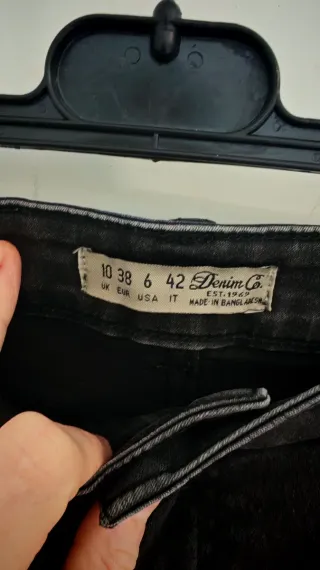 10 38 6 42 Denim Co.
UK EUR USA IT EST. 1969
MADE IN BANGLADESH